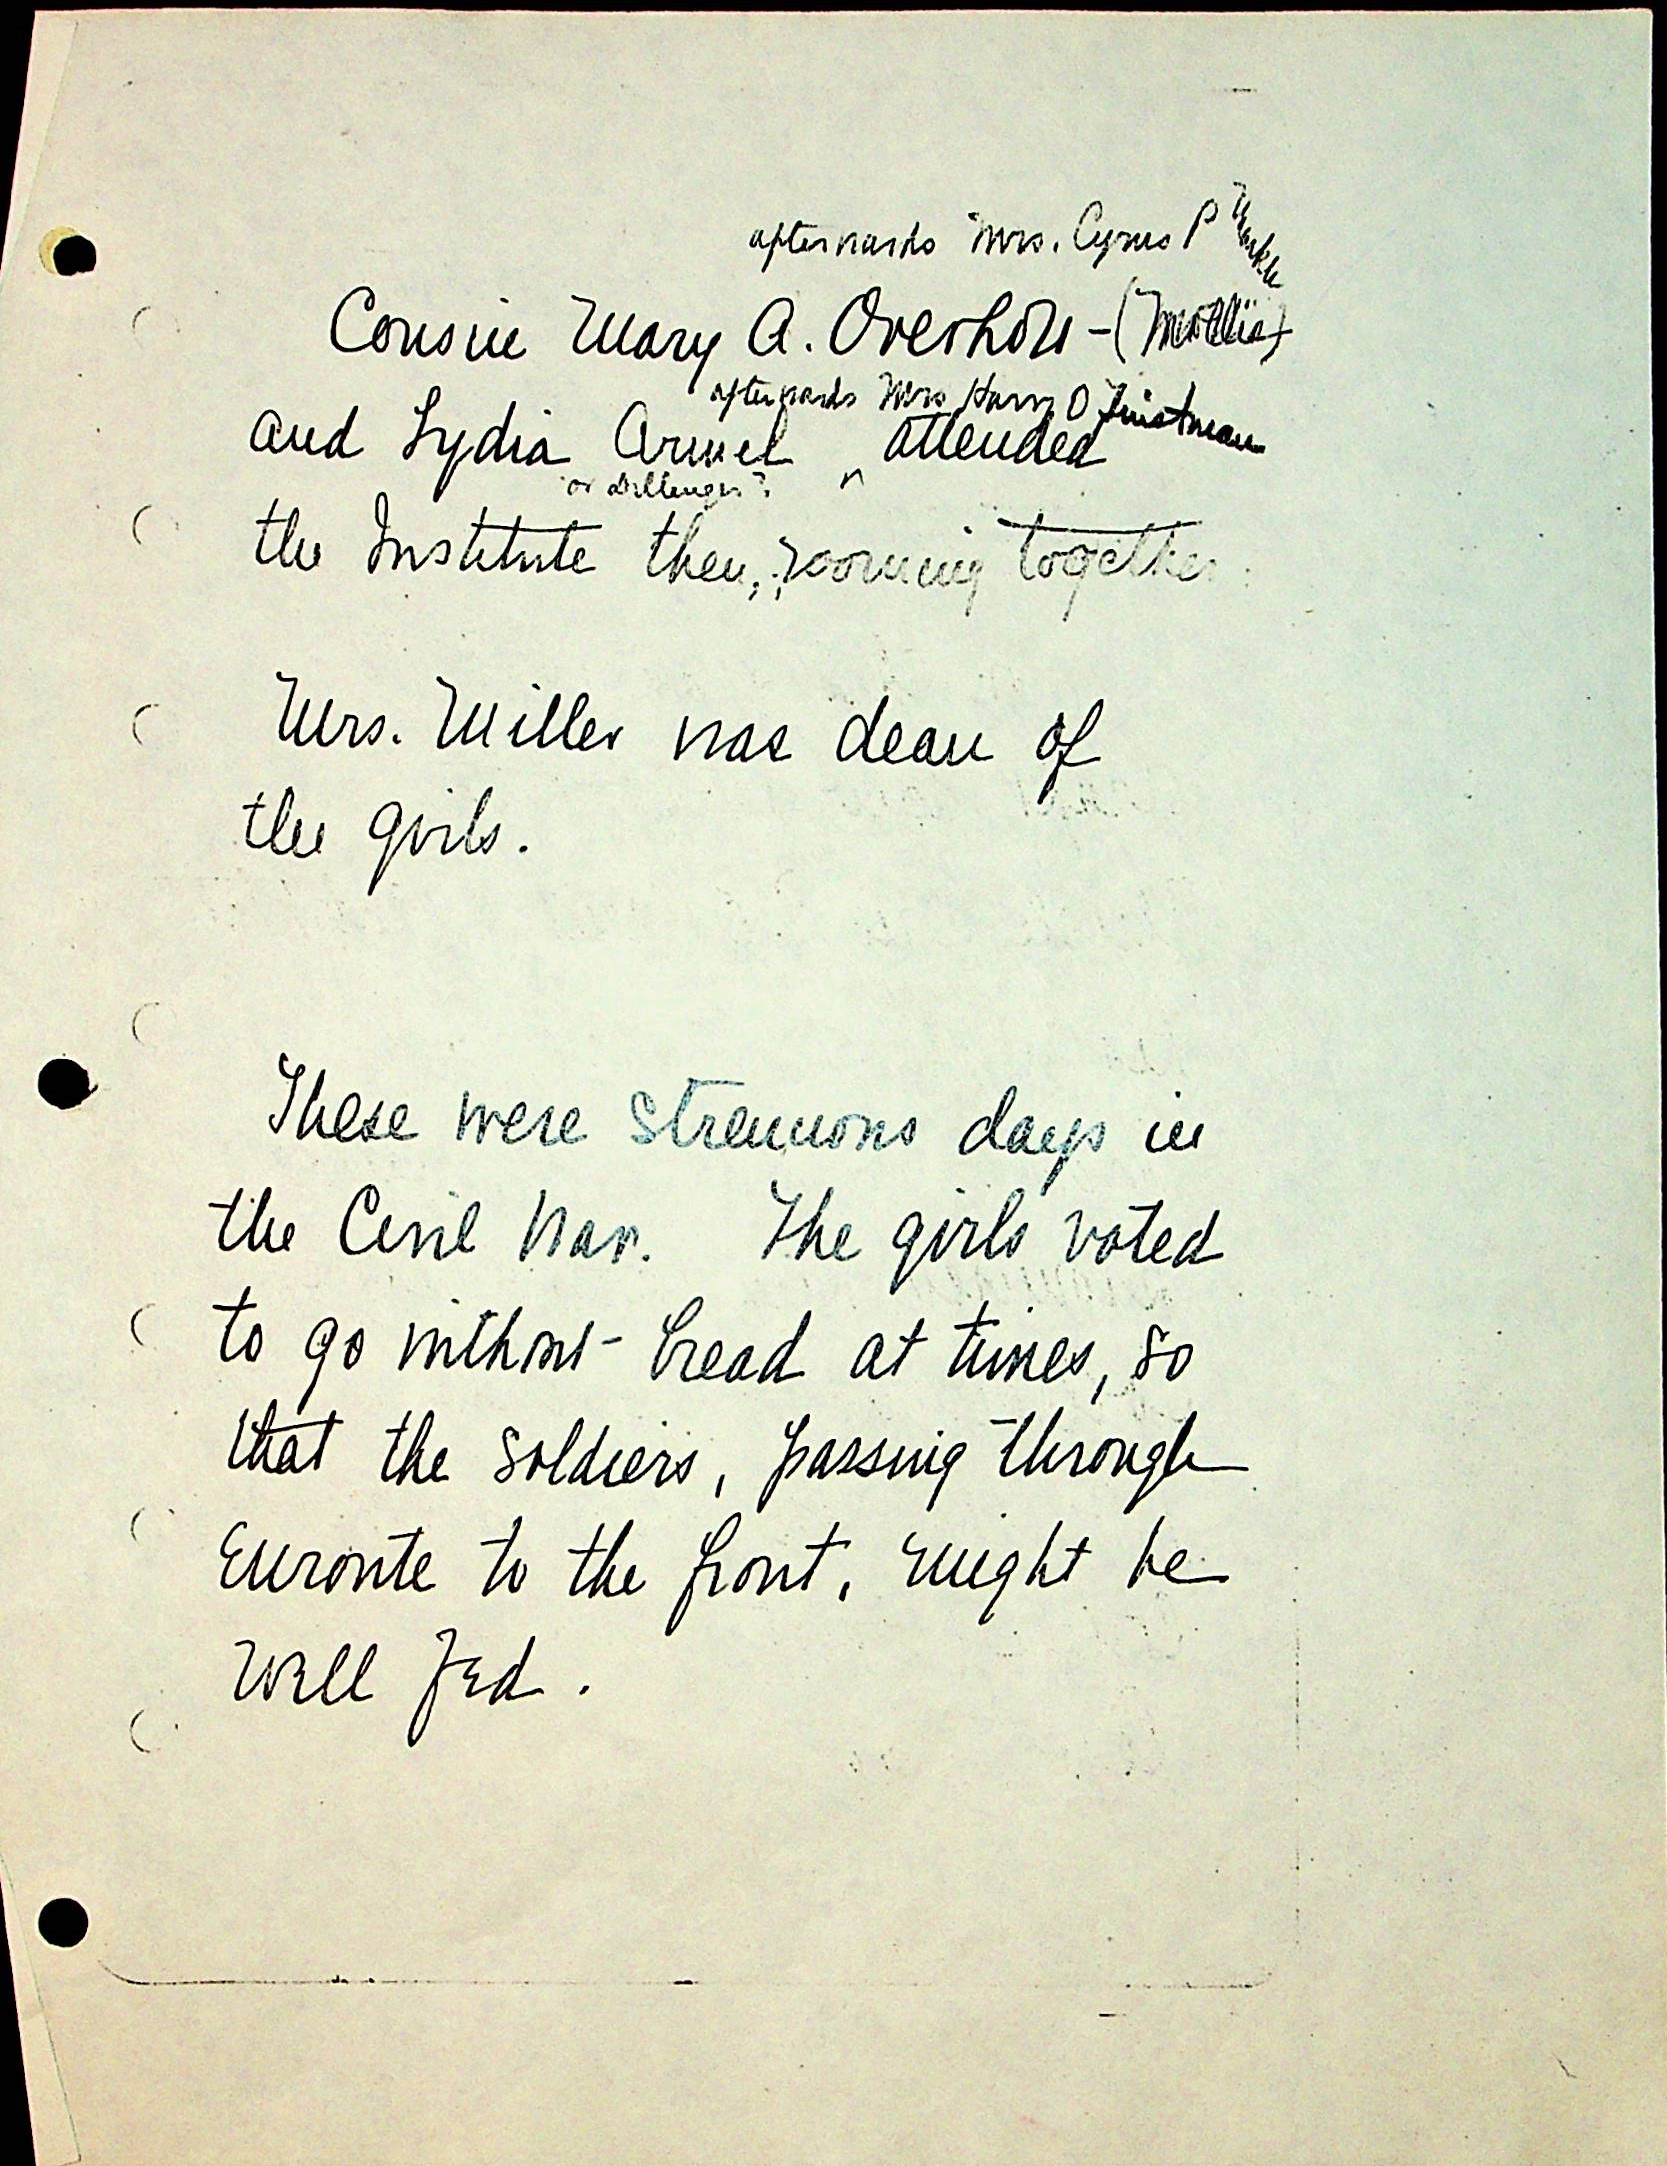 afterwards Mrs. Cyrus P Markle
Cousin Mary A. Overholt - (Mollie)
afterwards Mrs Harry O Tinstman
and Lydia Armel ^ attended
or Dillenger?
the Institute then, rooming together.
Mrs. Miller was dean of
the girls.
These were strenuous days in
the Civil War. The girls voted
to go without bread at times, so
that the soldiers, passing through
enroute to the front, might be
well fed.